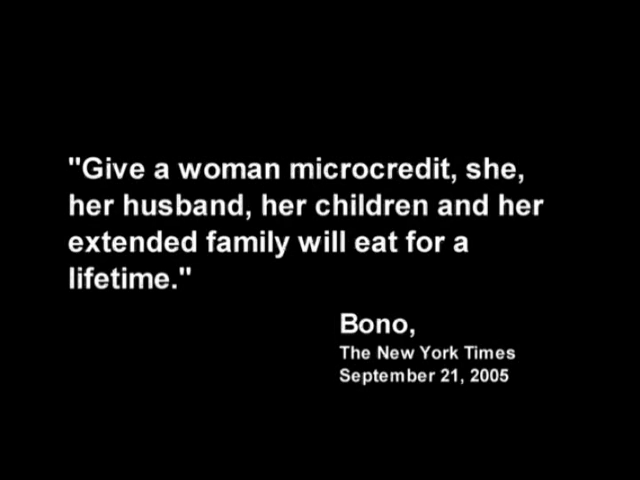 "Give a woman microcredit, she,
her husband, her children and her
extended family will eat for a
lifetime."
Bono,
The New York Times
September 21, 2005